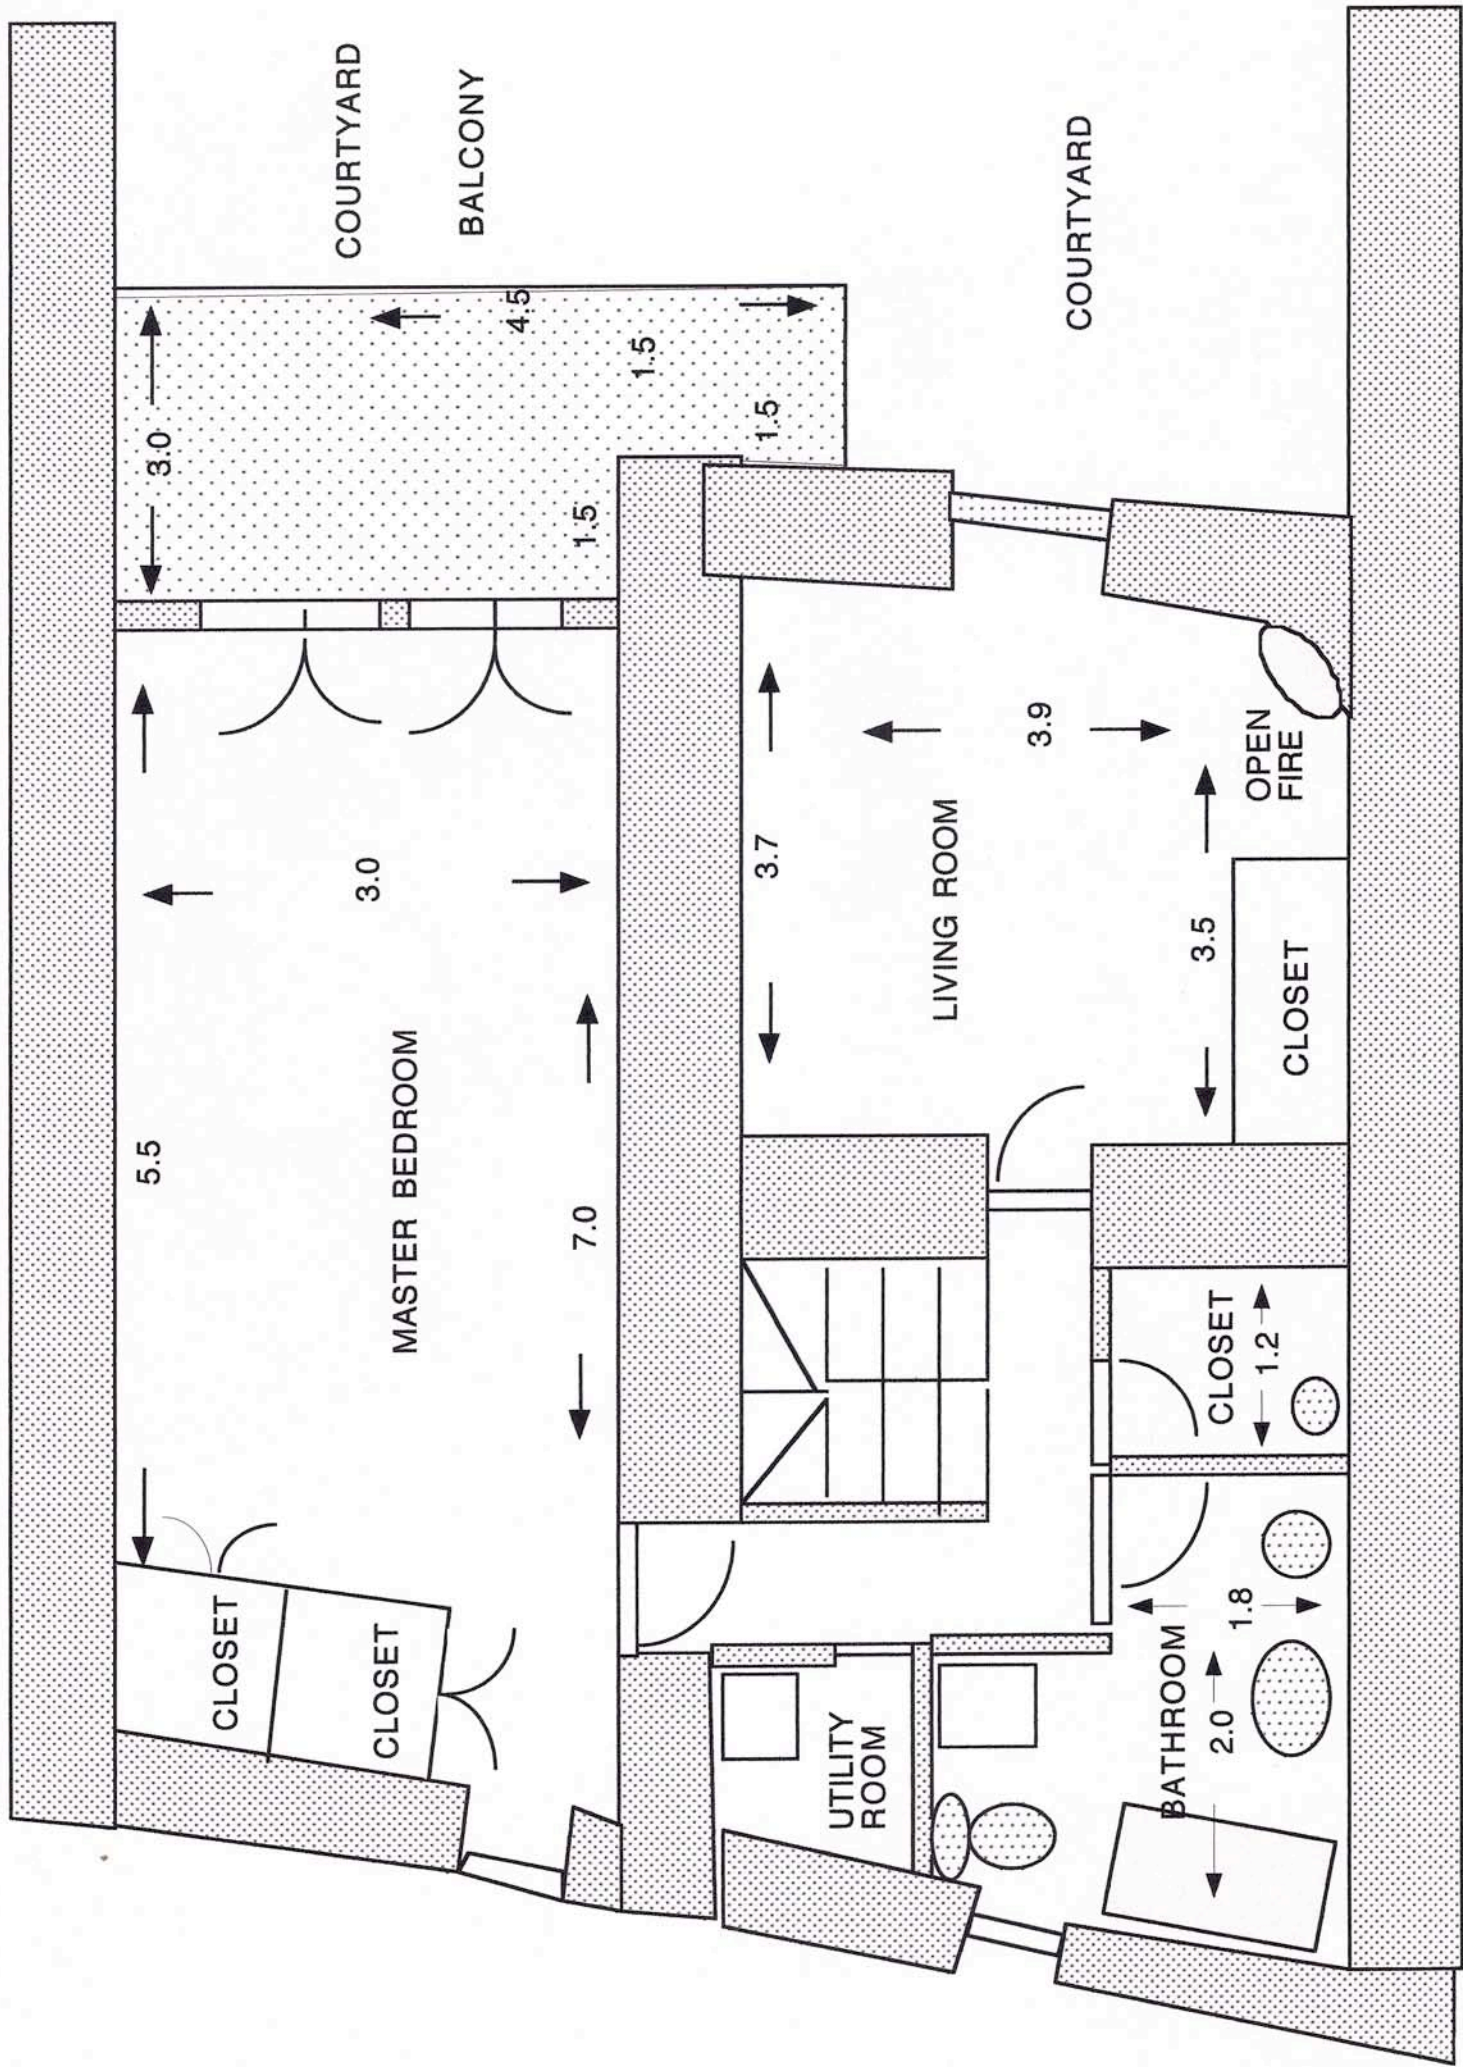 COURTYARD
BALCONY
COURTYARD
3.0
4.5
1.5
1.5
1.5
5.5
3.0
MASTER BEDROOM
7.0
CLOSET
CLOSET
3.7
3.9
LIVING ROOM
3.5
OPEN
FIRE
CLOSET
CLOSET
1.2
UTILITY
ROOM
BATHROOM
1.8
2.0